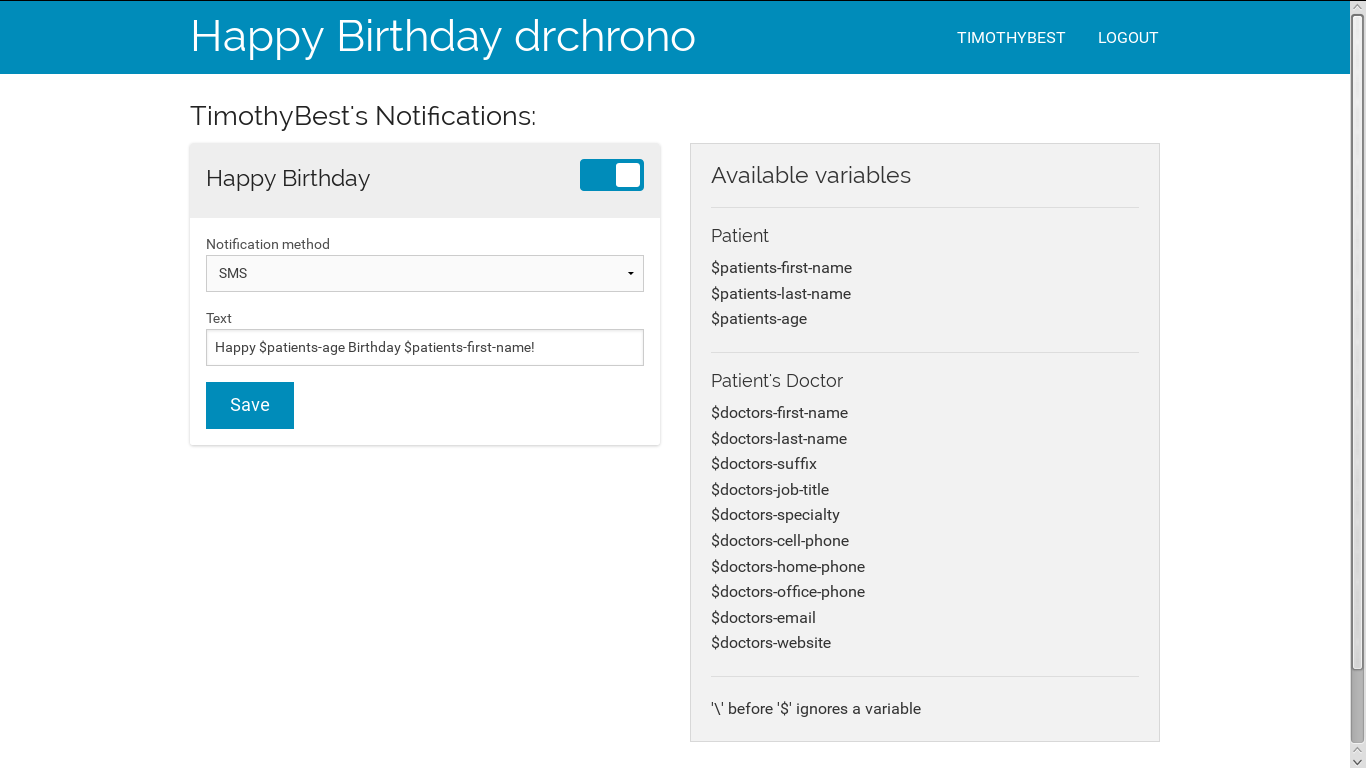 Happy Birthday drchrono
TIMOTHYBEST
LOGOUT
TimothyBest's Notifications:
Happy Birthday
Notification method
SMS
Text
Happy $patients-age Birthday $patients-first-name!
Save
Available variables
Patient
$patients-first-name
$patients-last-name
$patients-age
Patient's Doctor
$doctors-first-name
$doctors-last-name
$doctors-suffix
$doctors-job-title
$doctors-specialty
$doctors-cell-phone
$doctors-home-phone
$doctors-office-phone
$doctors-email
$doctors-website
'\' before '$' ignores a variable